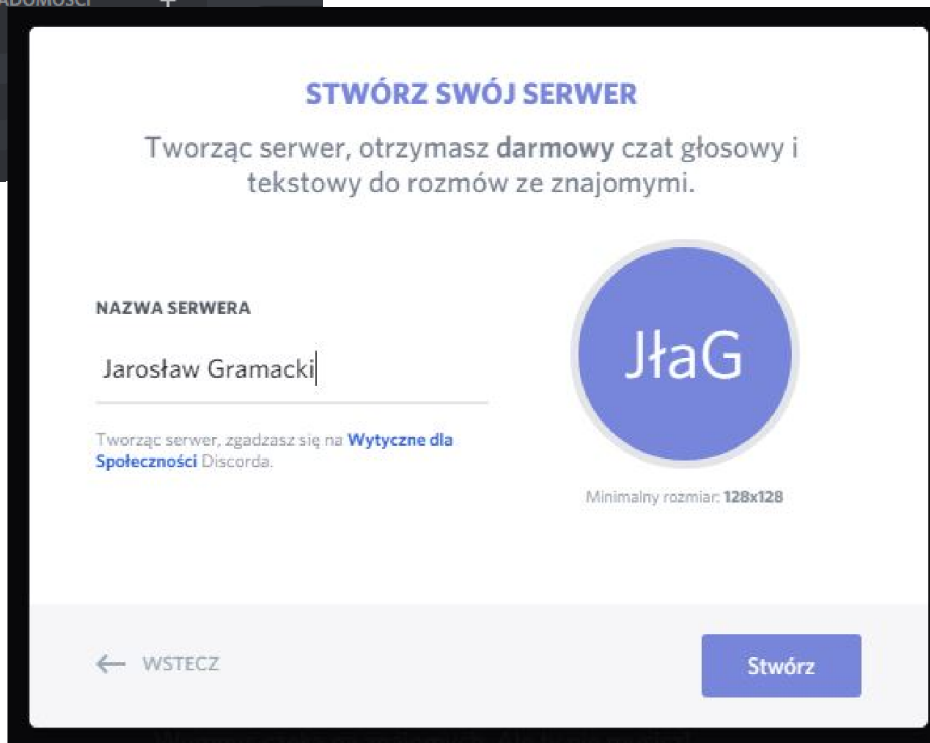 STWÓRZ SWÓJ SERWER
Tworząc serwer, otrzymasz darmowy czat głosowy i
tekstowy do rozmów ze znajomymi.
NAZWA SERWERA
Jarosław Gramacki
Tworząc serwer, zgadzasz się na Wytyczne dla
Społeczności Discorda.
JłaG
Minimalny rozmiar: 128x128
← WSTECZ
Stwórz